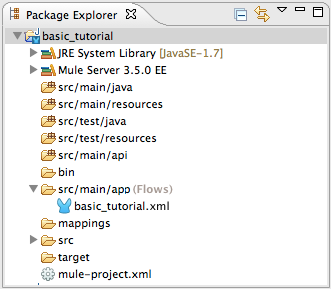 Package Explorer
basic_tutorial
JRE System Library [JavaSE-1.7]
Mule Server 3.5.0 EE
src/main/java
src/main/resources
src/test/java
src/test/resources
src/main/api
bin
src/main/app (Flows)
basic_tutorial.xml
mappings
src
target
mule-project.xml